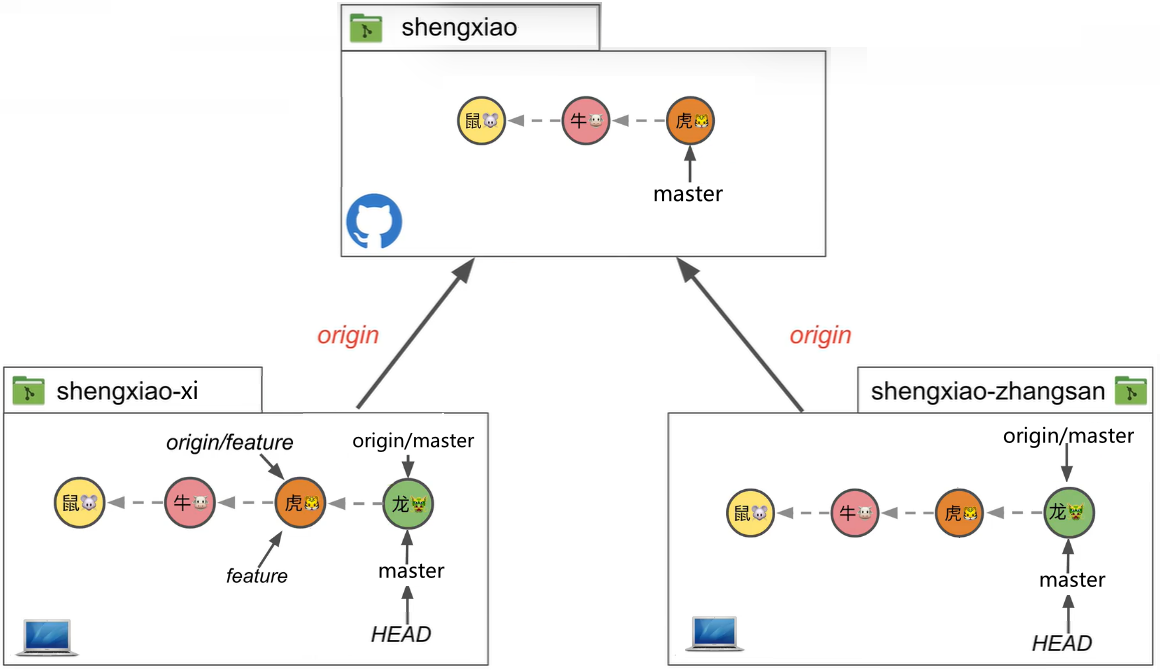 shengxiao
鼠 牛 虎
master
origin origin
shengxiao-xi
origin/feature origin/master
鼠 牛 虎 龙
feature master
HEAD
shengxiao-zhangsan
origin/master
鼠 牛 虎 龙
master
HEAD